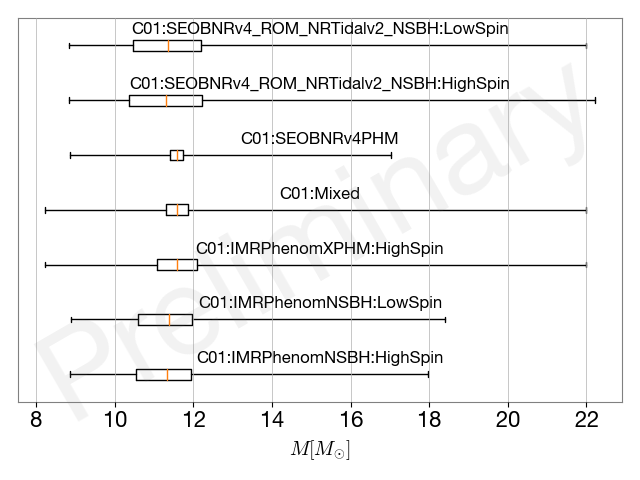 C01:SEOBNRv4_ROM_NRTidalv2_NSBH:LowSpin
C01:SEOBNRv4_ROM_NRTidalv2_NSBH:HighSpin
C01:SEOBNRv4PHM
C01:Mixed
C01:IMRPhenomXPHM:HighSpin
C01:IMRPhenomNSBH:LowSpin
C01:IMRPhenomNSBH:HighSpin
Preliminary
8 10 12 14 16 18 20 22
M[M☉]